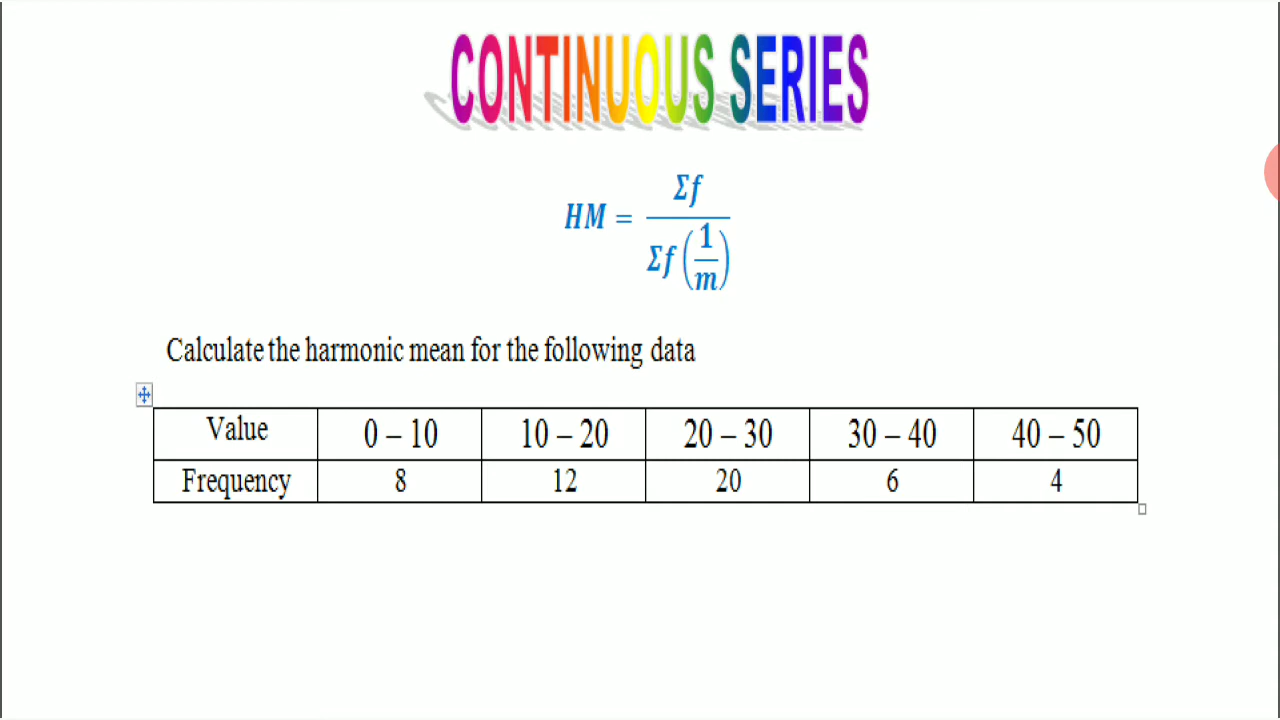 CONTINUOUS SERIES
HM = Σf / Σf(1/m)
Calculate the harmonic mean for the following data
Value 0 – 10 10 – 20 20 – 30 30 – 40 40 – 50
Frequency 8 12 20 6 4